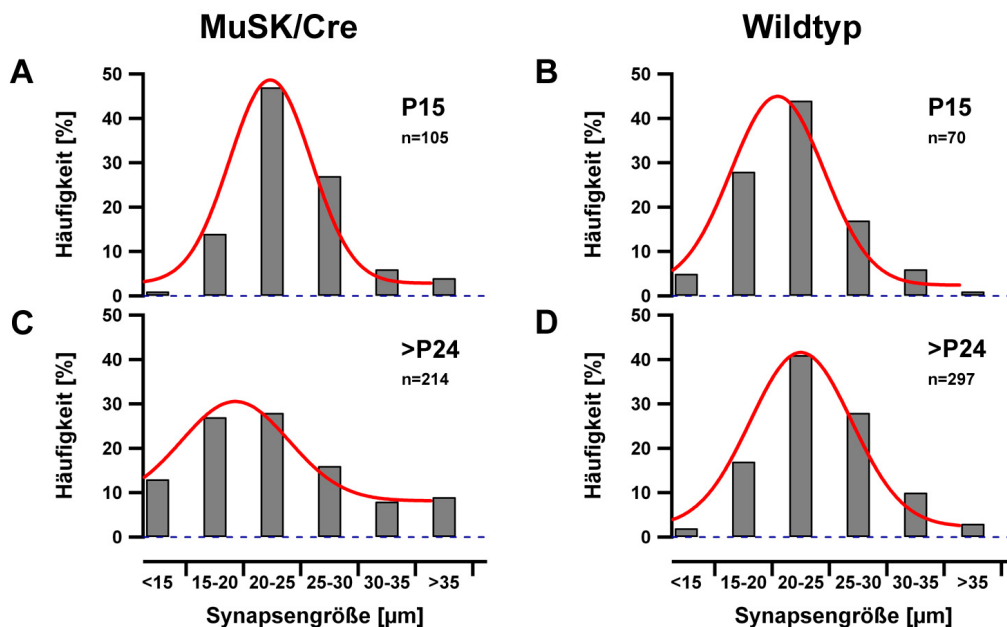 MuSK/Cre
Wildtyp
A
Häufigkeit [%]
50
40
30
20
10
0
P15
n=105
B
Häufigkeit [%]
50
40
30
20
10
0
P15
n=70
C
Häufigkeit [%]
50
40
30
20
10
0
>P24
n=214
<15 15-20 20-25 25-30 30-35 >35
Synapsengröße [µm]
D
Häufigkeit [%]
50
40
30
20
10
0
>P24
n=297
<15 15-20 20-25 25-30 30-35 >35
Synapsengröße [µm]